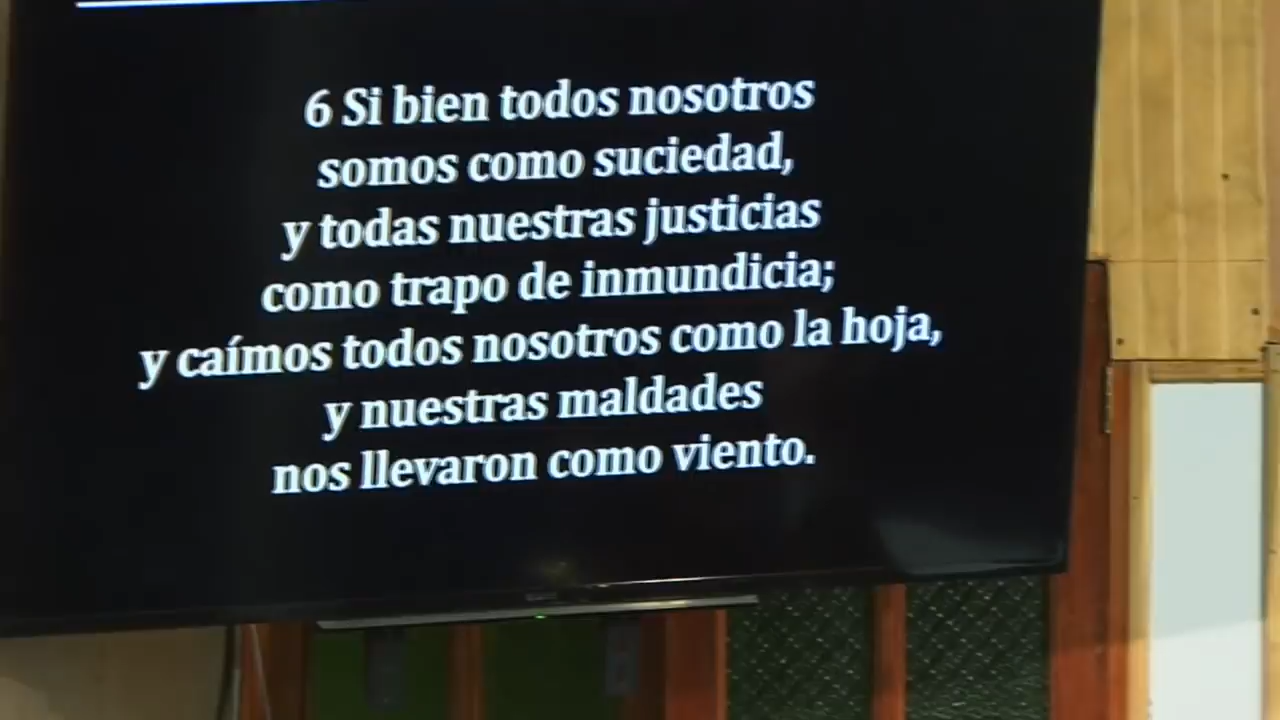 6 Si bien todos nosotros
somos como suciedad,
y todas nuestras justicias
como trapo de inmundicia;
y caímos todos nosotros como la hoja,
y nuestras maldades
nos llevaron como viento.